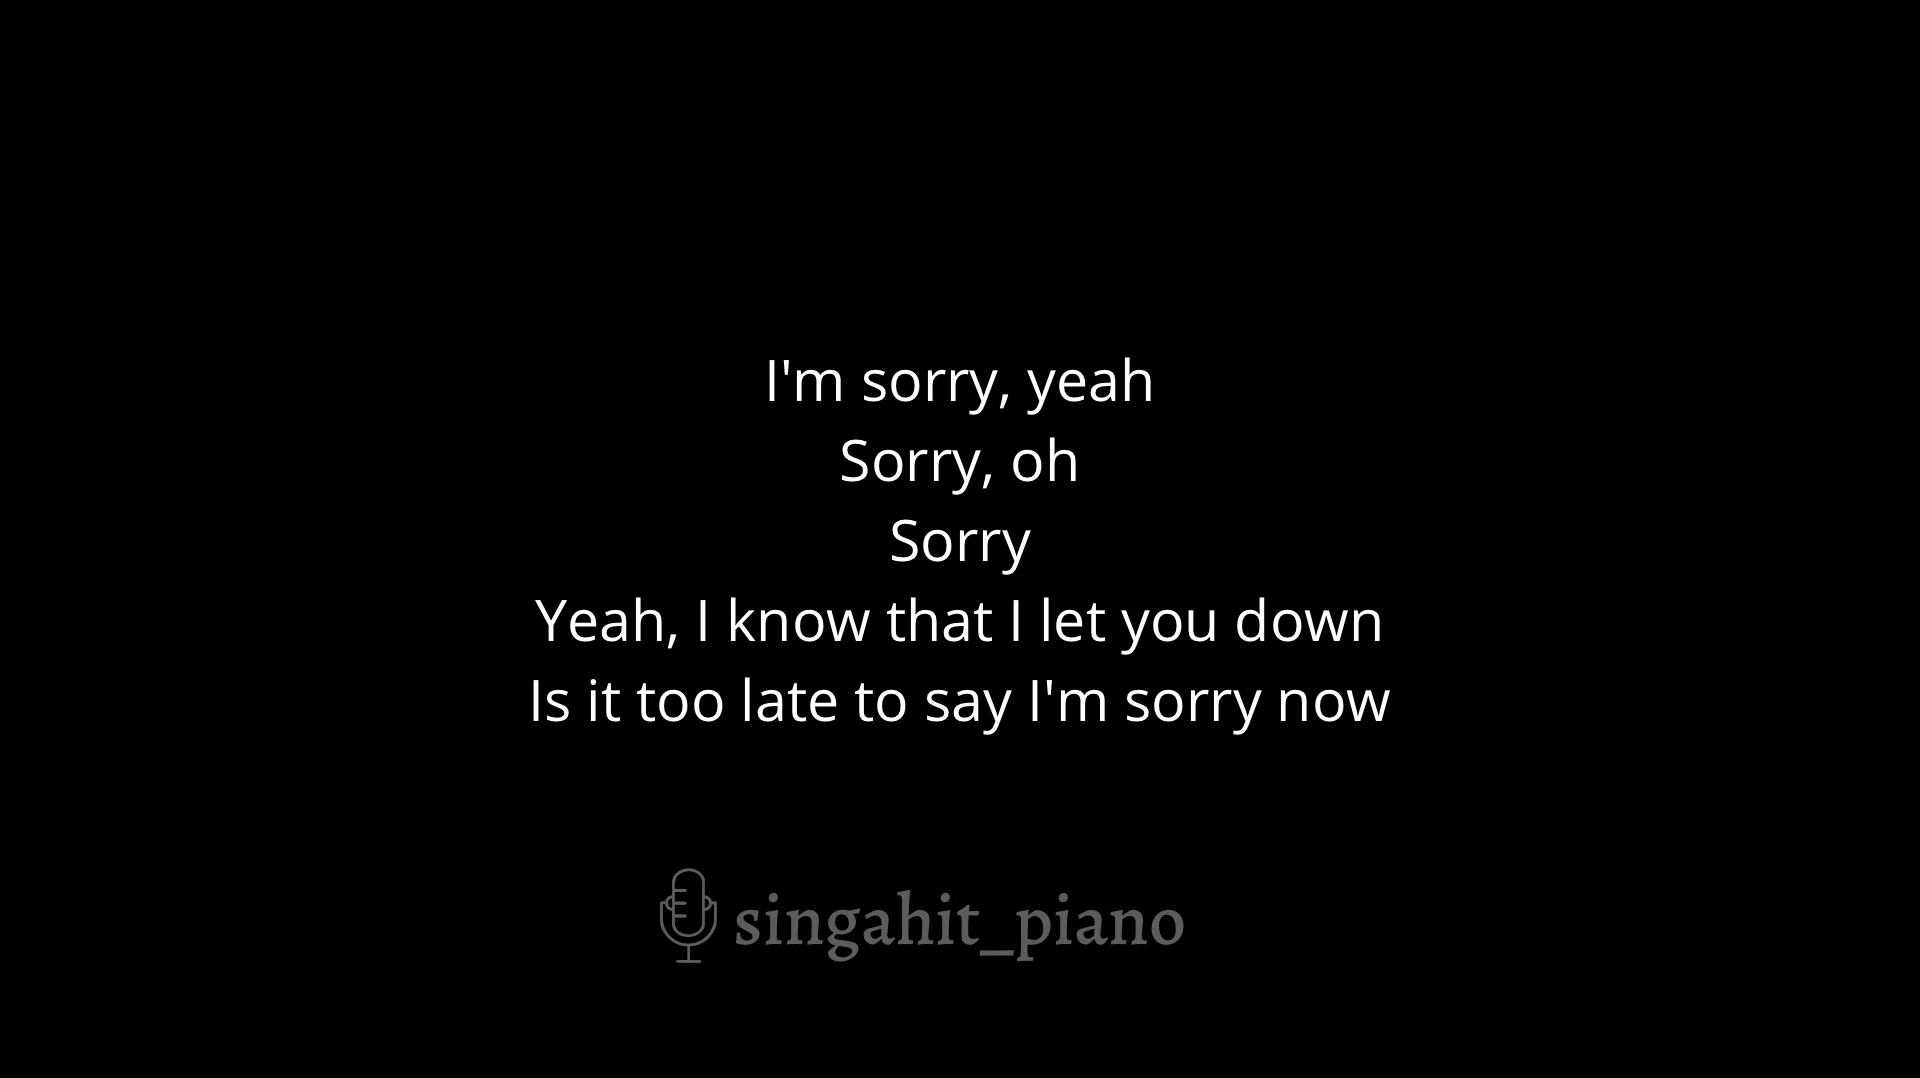 I'm sorry, yeah
Sorry, oh
Sorry
Yeah, I know that I let you down
Is it too late to say I'm sorry now
singahit_piano